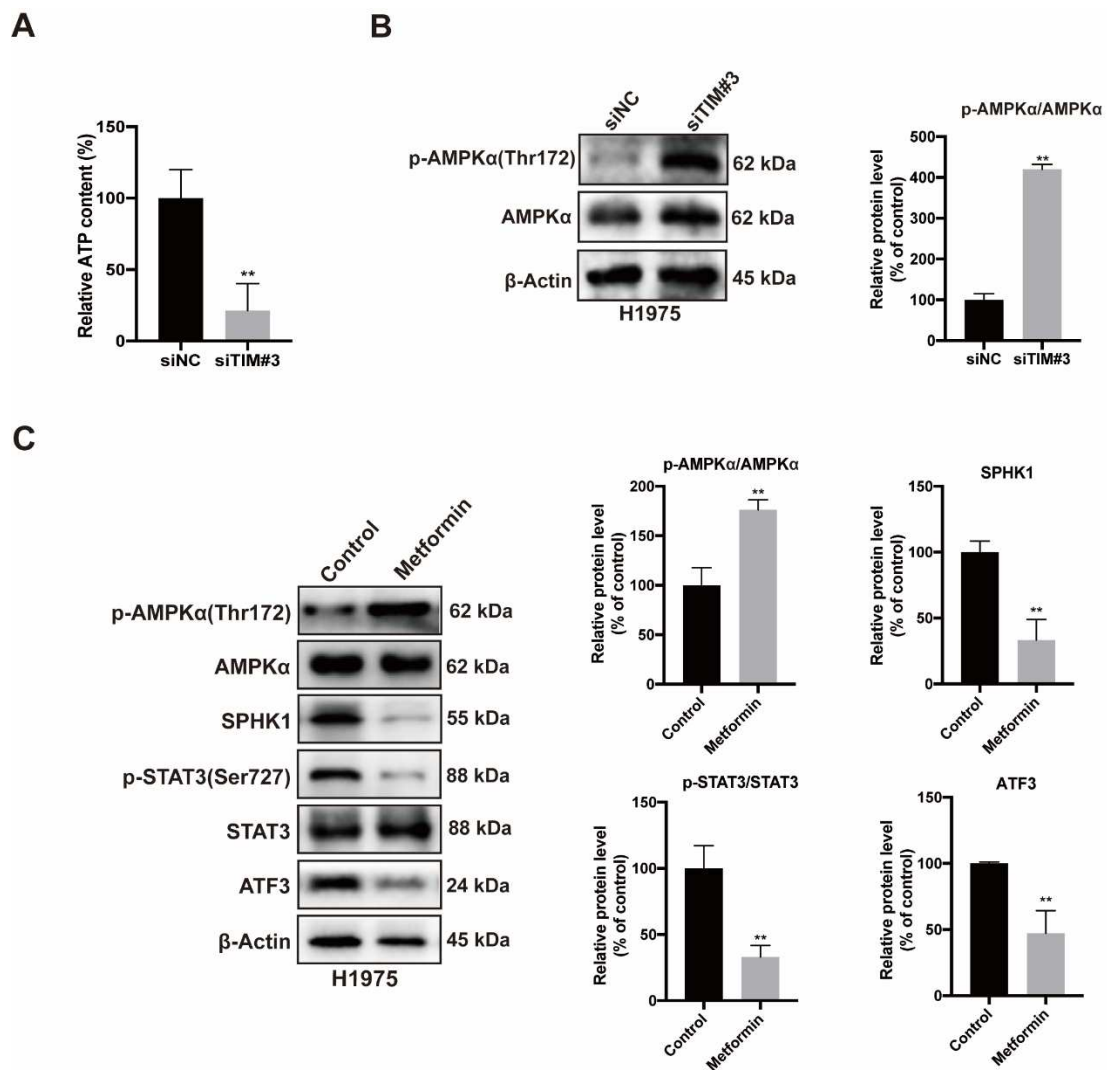 A
Relative ATP content (%)
150
100
50
0
**
siNC
siTIM#3
B
siNC
siTIM#3
p-AMPKα(Thr172)
62 kDa
AMPKα
62 kDa
β-Actin
45 kDa
H1975
p-AMPKα/AMPKα
Relative protein level
(% of control)
500
400
300
200
100
0
**
siNC
siTIM#3
C
Control
Metformin
p-AMPKα(Thr172)
62 kDa
AMPKα
62 kDa
SPHK1
55 kDa
p-STAT3(Ser727)
88 kDa
STAT3
88 kDa
ATF3
24 kDa
β-Actin
45 kDa
H1975
p-AMPKα/AMPKα
Relative protein level
(% of control)
200
150
100
50
0
**
Control
Metformin
SPHK1
Relative protein level
(% of control)
150
100
50
0
**
Control
Metformin
p-STAT3/STAT3
Relative protein level
(% of control)
150
100
50
0
**
Control
Metformin
ATF3
Relative protein level
(% of control)
150
100
50
0
**
Control
Metformin